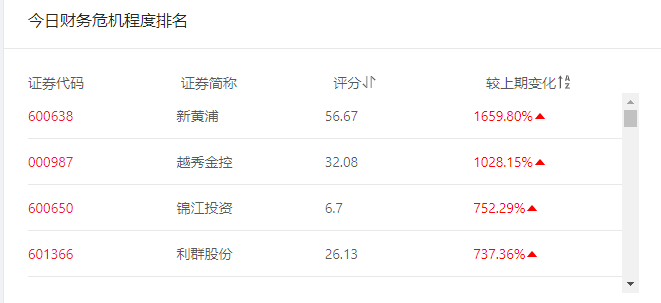 今日财务危机程度排名
证券代码 证券简称 评分 较上期变化
600638 新黄浦 56.67 1659.80%
000987 越秀金控 32.08 1028.15%
600650 锦江投资 6.7 752.29%
601366 利群股份 26.13 737.36%